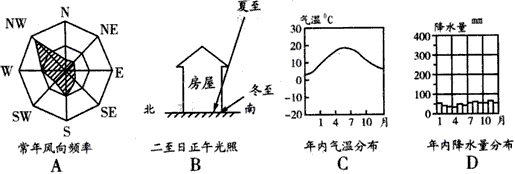 N
NW
NE
W
E
SW
SE
S
常年风向频率
A
夏至
房屋
冬至
北
南
二至日正午光照
B
气温⁰C
30
20
10
0
-10
-20
1 4 7 10 月
年内气温分布
C
降水量 mm
400
300
200
100
0
1 4 7 10 月
年内降水量分布
D